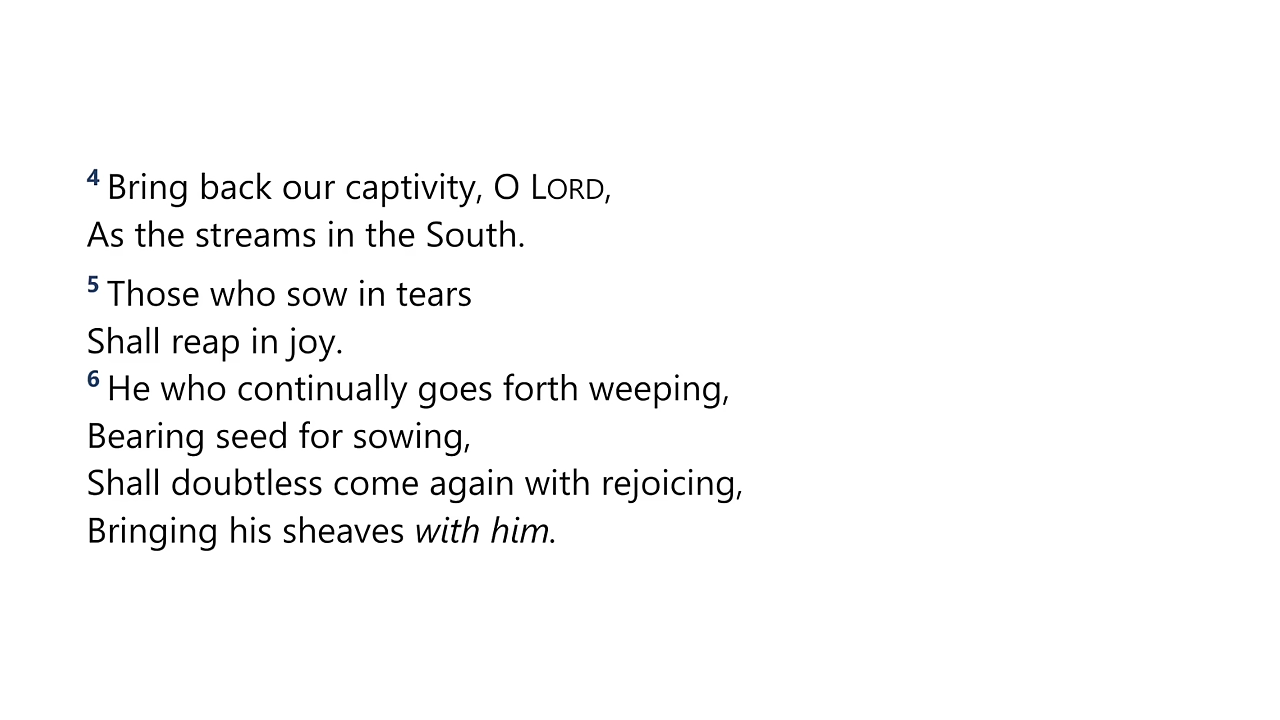 4 Bring back our captivity, O LORD,
As the streams in the South.
5 Those who sow in tears
Shall reap in joy.
6 He who continually goes forth weeping,
Bearing seed for sowing,
Shall doubtless come again with rejoicing,
Bringing his sheaves with him.